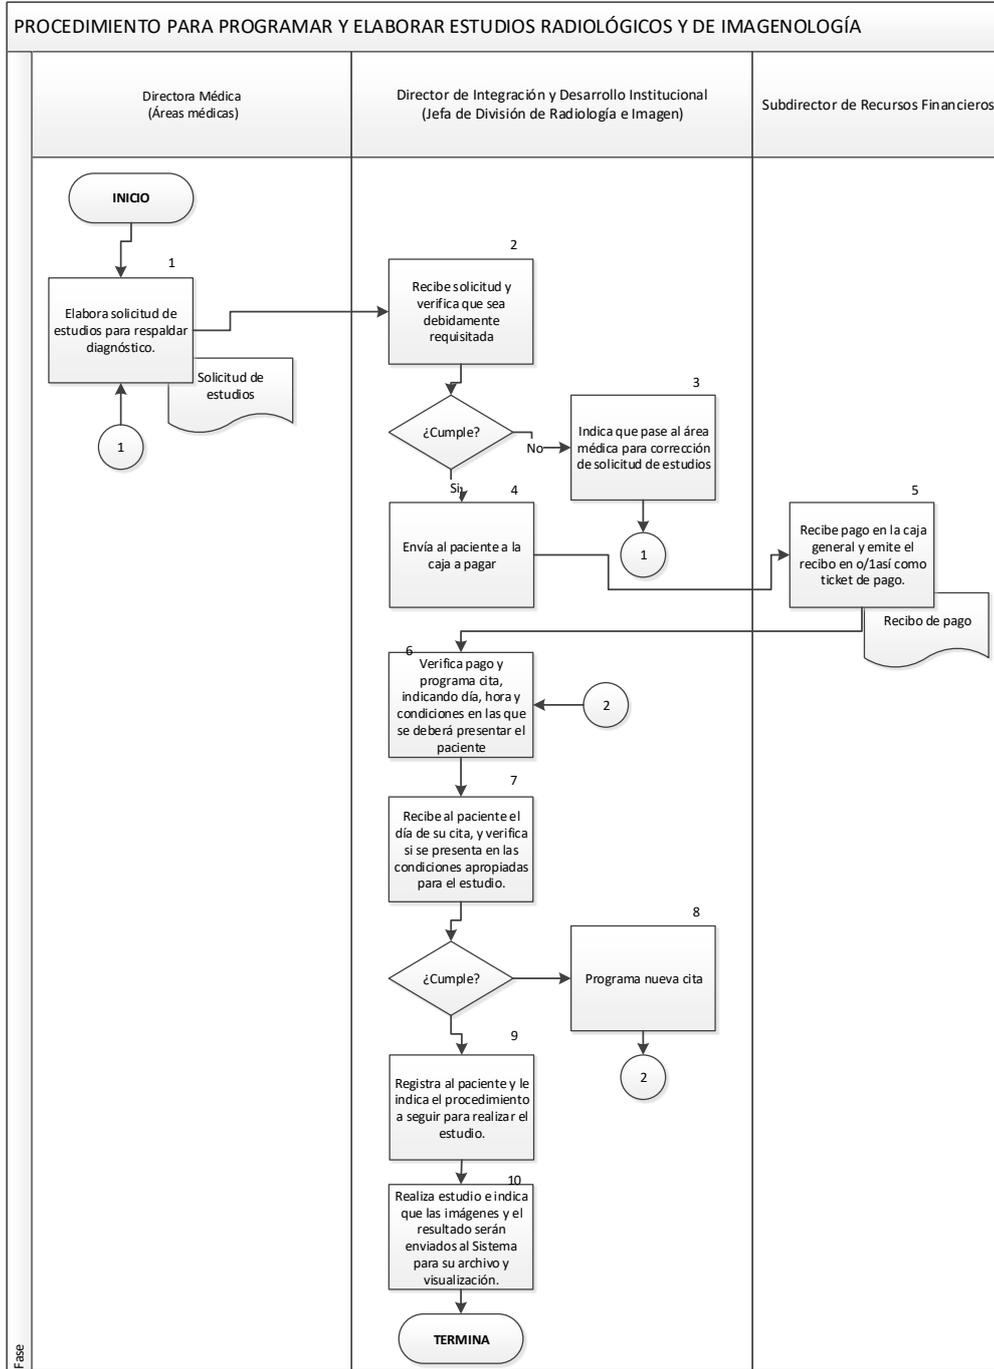 PROCEDIMIENTO PARA PROGRAMAR Y ELABORAR ESTUDIOS RADIOLÓGICOS Y DE IMAGENOLOGÍA
Directora Médica
(Áreas médicas)
Director de Integración y Desarrollo Institucional
(Jefa de División de Radiología e Imagen)
Subdirector de Recursos Financieros
INICIO
1
Elabora solicitud de
estudios para respaldar
diagnóstico.
Solicitud de
estudios
1
2
Recibe solicitud y
verifica que sea
debidamente
requisitada
¿Cumple?
No
3
Indica que pase al área
médica para corrección
de solicitud de estudios
1
Si
4
Envía al paciente a la
caja a pagar
5
Recibe pago en la caja
general y emite el
recibo en o/1así como
ticket de pago.
Recibo de pago
6
Verifica pago y
programa cita,
indicando día, hora y
condiciones en las que
se deberá presentar el
paciente
2
7
Recibe al paciente el
día de su cita, y verifica
si se presenta en las
condiciones apropiadas
para el estudio.
¿Cumple?
8
Programa nueva cita
2
9
Registra al paciente y le
indica el procedimiento
a seguir para realizar el
estudio.
10
Realiza estudio e indica
que las imágenes y el
resultado serán
enviados al Sistema
para su archivo y
visualización.
TERMINA
Fase